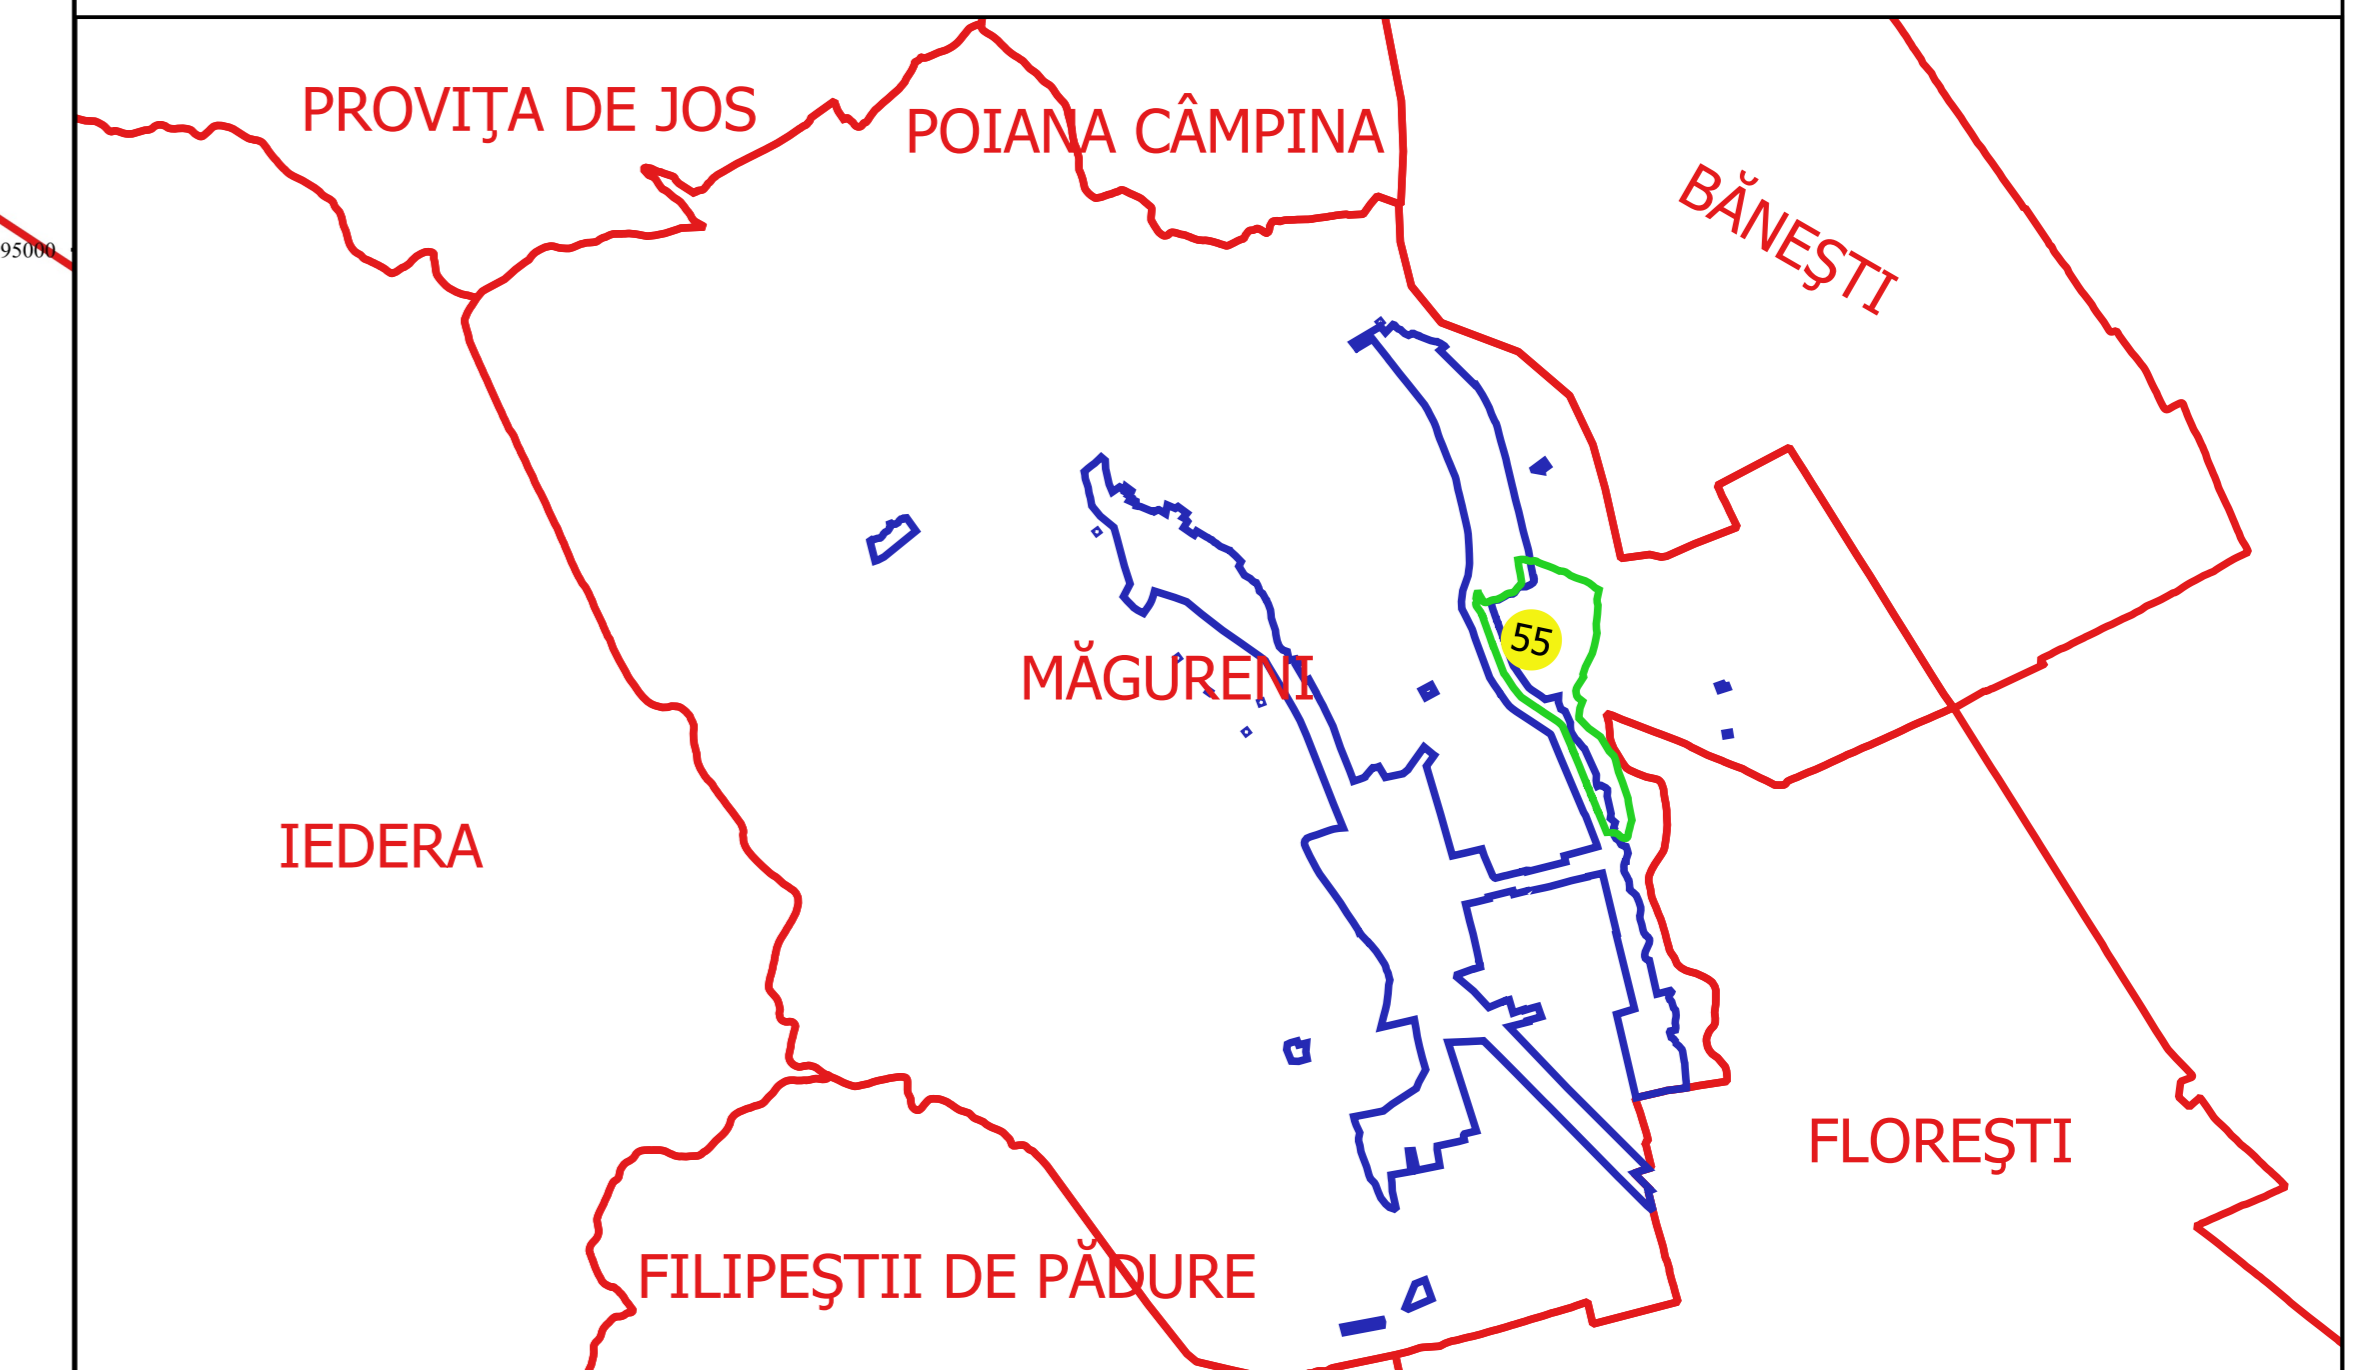 PROVIŢA DE JOS
POIANA CÂMPINA
BĂNEŞTI
95000
55
MĂGURENI
IEDERA
FLOREŞTI
FILIPEŞTII DE PĂDURE